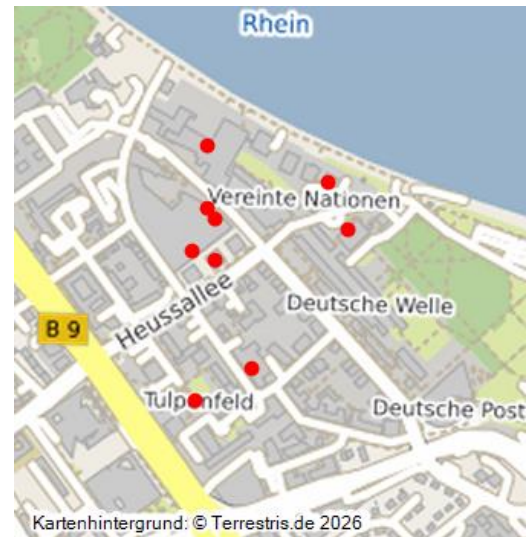 Rhein
Vereinte Nationen
Deutsche Welle
Heussallee
B 9
Tulpenfeld
Deutsche Post
Kartenhintergrund: © Terrestris.de 2026